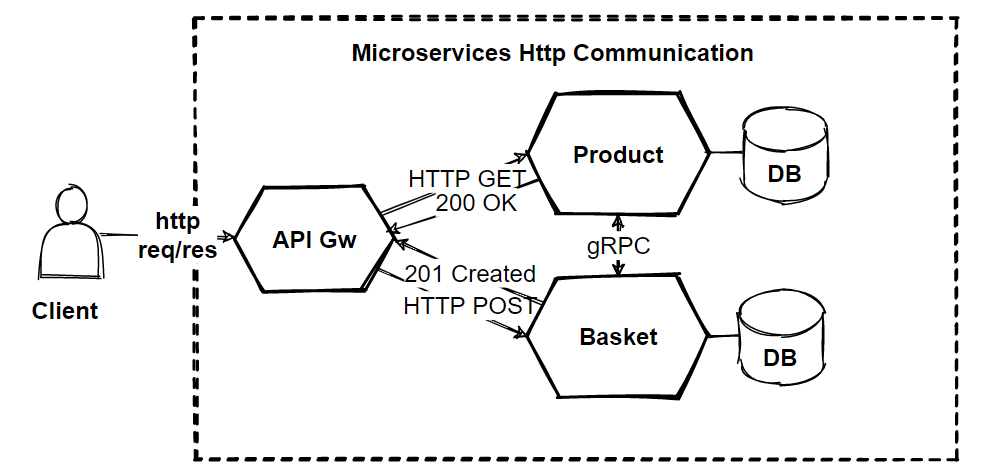 Microservices Http Communication
Product
DB
HTTP GET
200 OK
http
req/res
API Gw
gRPC
201 Created
HTTP POST
Client
Basket
DB